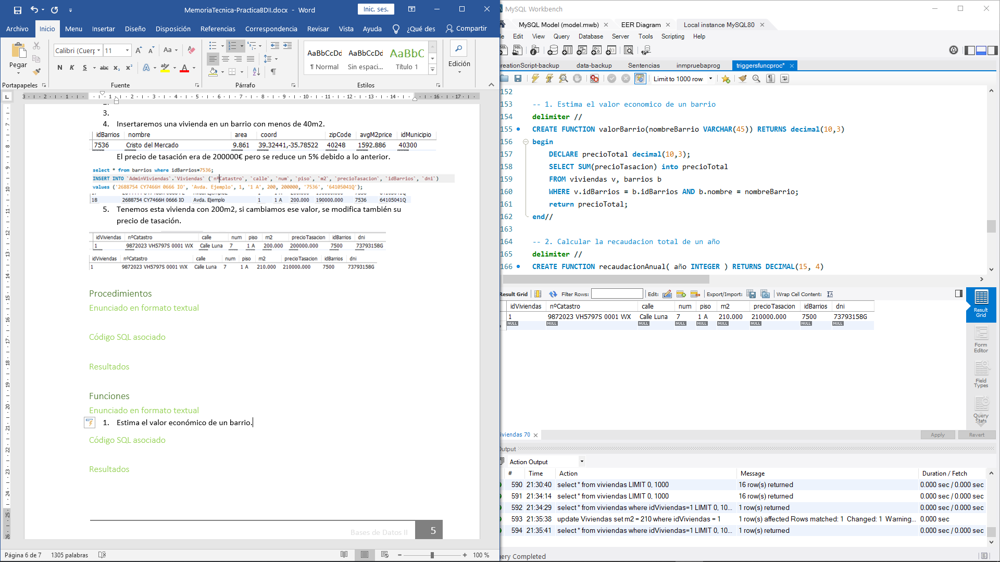 MemoriaTecnica-PracticaBDII.docx - Word
Inic. ses.
Archivo Inicio Menu Insertar Diseño Disposición Referencias Correspondencia Revisar Vista Ayuda ¿Qué des Compartir
Pegar
Calibri (Cuerp 11
Aa
N K S abc x₂ x²
AaBbCcDd AaBbCcDd AaBbC
¶ Normal Sin espaci... Título 1
Edición
Portapapeles Fuente Párrafo Estilos
3.
4. Insertaremos una vivienda en un barrio con menos de 40m2.
idBarrios nombre area coord zipCode avgM2price idMunicipio
7536 Cristo del Mercado 9.861 39.32441,-35.78522 40248 1592.886 40300
El precio de tasación era de 200000€ pero se reduce un 5% debido a lo anterior.
select * from barrios where idBarrios=7536;
INSERT INTO `AdminViviendas`.`Viviendas` (`nºCatastro`, `calle`, `num`, `piso`, `m2`, `precioTasacion`, `idBarrios`, `dni`)
values ('2688754 CY7466H 0666 IO', 'Avda. Ejemplo', 1, '1 A', 200, 200000, '7536', '64105041Q');
18 2688754 CY7466H 0666 IO Avda. Ejemplo 1 1 A 200.000 190000.000 7536 64105041Q
5. Tenemos esta vivienda con 200m2, si cambiamos ese valor, se modifica también su
precio de tasación.
idViviendas nºCatastro calle num piso m2 precioTasacion idBarrios dni
1 9872023 VH5797S 0001 WX Calle Luna 7 1 A 200.000 200000.000 7500 73793158G
idViviendas nºCatastro calle num piso m2 precioTasacion idBarrios dni
1 9872023 VH5797S 0001 WX Calle Luna 7 1 A 210.000 210000.000 7500 73793158G
Procedimientos
Enunciado en formato textual
Código SQL asociado
Resultados
Funciones
Enunciado en formato textual
1. Estima el valor económico de un barrio.
Código SQL asociado
Resultados
Bases de Datos II 5
Página 6 de 7 1305 palabras 100 %
MySQL Workbench
MySQL Model (model.mwb) EER Diagram Local instance MySQL80
Edit View Query Database Server Tools Scripting Help
creationScript-backup data-backup Sentencias inmpruebaprog triggersfuncproc*
Limit to 1000 row
152
153 -- 1. Estima el valor economico de un barrio
154 delimiter //
155 CREATE FUNCTION valorBarrio(nombreBarrio VARCHAR(45)) RETURNS decimal(10,3)
156 begin
157 DECLARE precioTotal decimal(10,3);
158 SELECT SUM(precioTasacion) into precioTotal
159 FROM viviendas v, barrios b
160 WHERE v.idBarrios = b.idBarrios AND b.nombre = nombreBarrio;
161 return precioTotal;
162 end//
163
164 -- 2. Calcular la recaudacion total de un año
165 delimiter //
166 CREATE FUNCTION recaudacionAnual( año INTEGER ) RETURNS DECIMAL(15, 4)
Result Grid Filter Rows: Edit: Export/Import: Wrap Cell Content:
idViviendas nºCatastro calle num piso m2 precioTasacion idBarrios dni
1 9872023 VH5797S 0001 WX Calle Luna 7 1 A 210.000 210000.000 7500 73793158G
NULL NULL NULL NULL NULL NULL NULL NULL NULL
Result Grid
Form Editor
Field Types
Query Stats
iviendas 70 Apply Revert
Output
Action Output
# Time Action Message Duration / Fetch
590 21:30:40 select * from viviendas LIMIT 0, 1000 16 row(s) returned 0.000 sec / 0.000 sec
591 21:34:14 select * from viviendas LIMIT 0, 1000 16 row(s) returned 0.000 sec / 0.000 sec
592 21:34:29 select * from viviendas where idViviendas=1 LIMIT 0, 10... 1 row(s) returned 0.000 sec / 0.000 sec
593 21:35:38 update Viviendas set m2 = 210 where idViviendas = 1 1 row(s) affected Rows matched: 1 Changed: 1 Warning... 0.000 sec
594 21:35:41 select * from viviendas where idViviendas=1 LIMIT 0, 10... 1 row(s) returned 0.000 sec / 0.000 sec
uery Completed